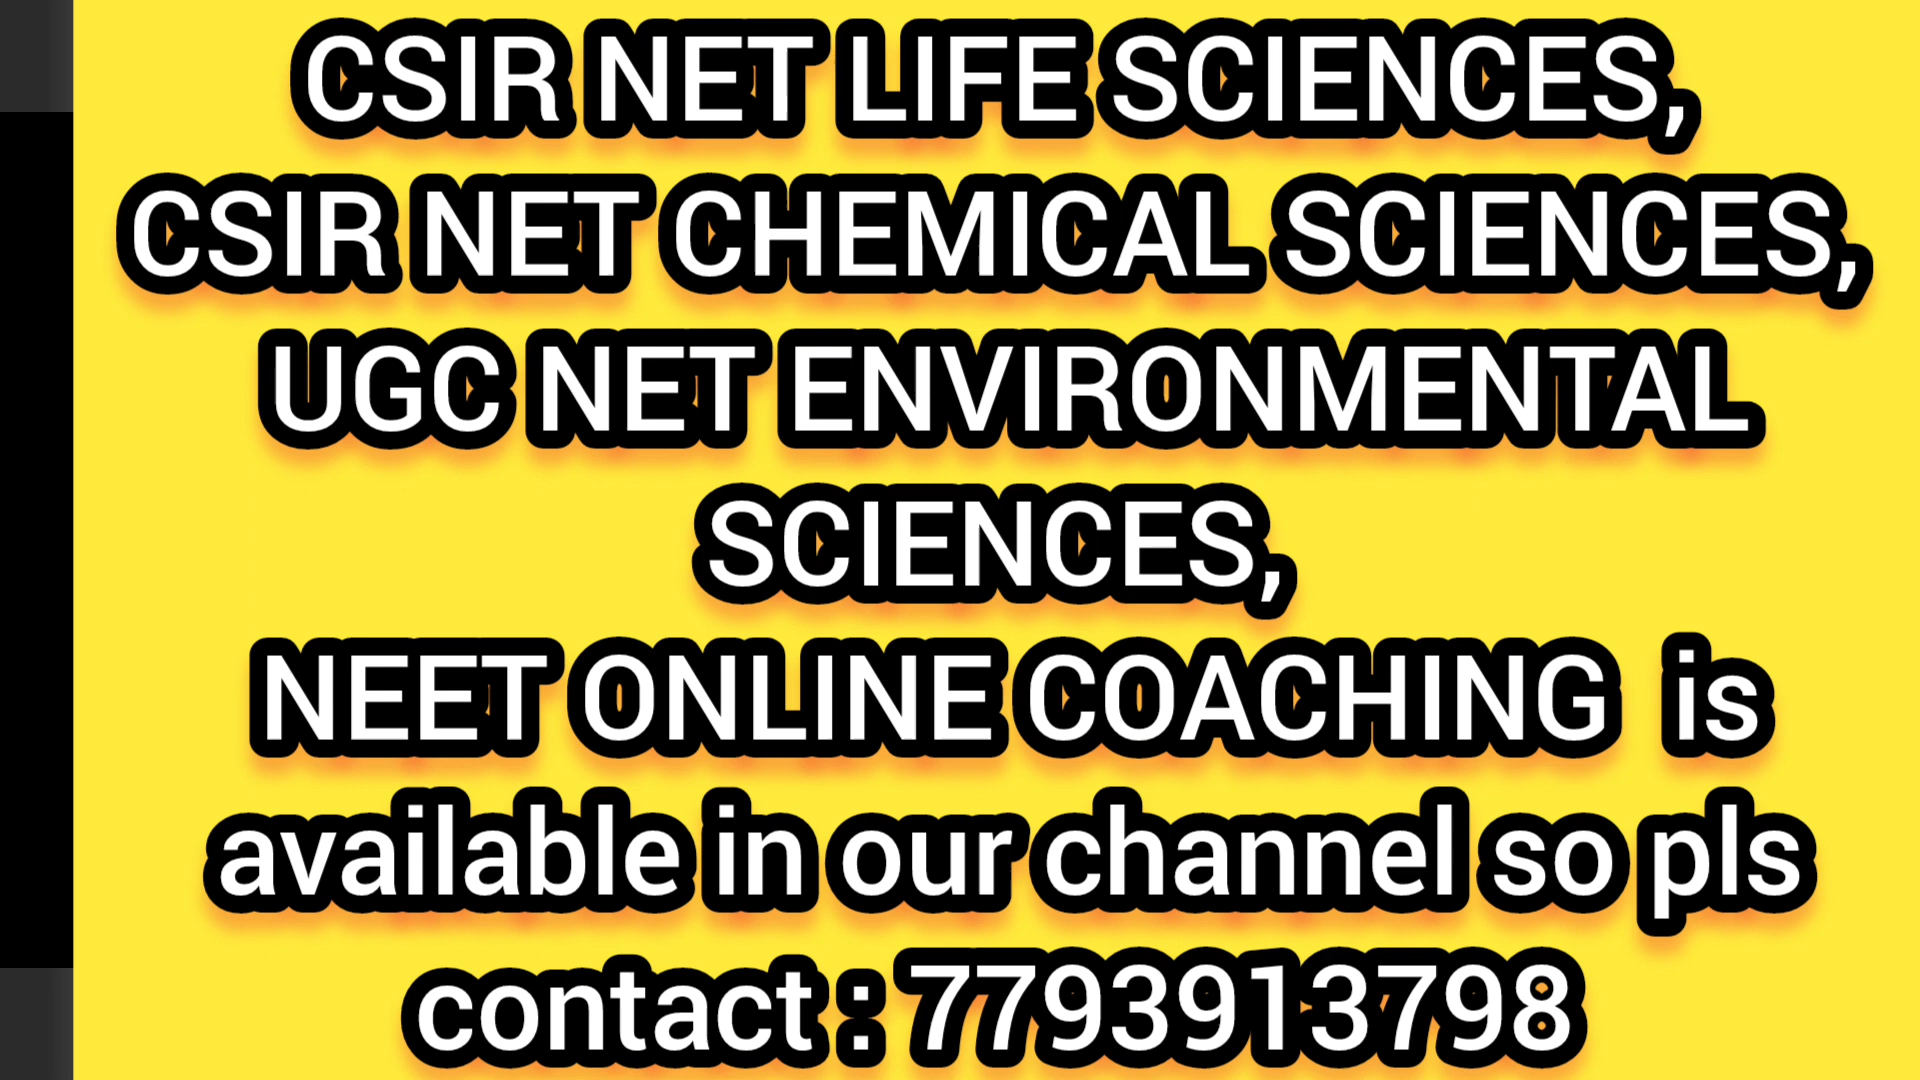 CSIR NET LIFE SCIENCES,
CSIR NET CHEMICAL SCIENCES,
UGC NET ENVIRONMENTAL
SCIENCES,
NEET ONLINE COACHING  is
available in our channel so pls
contact : 7793913798